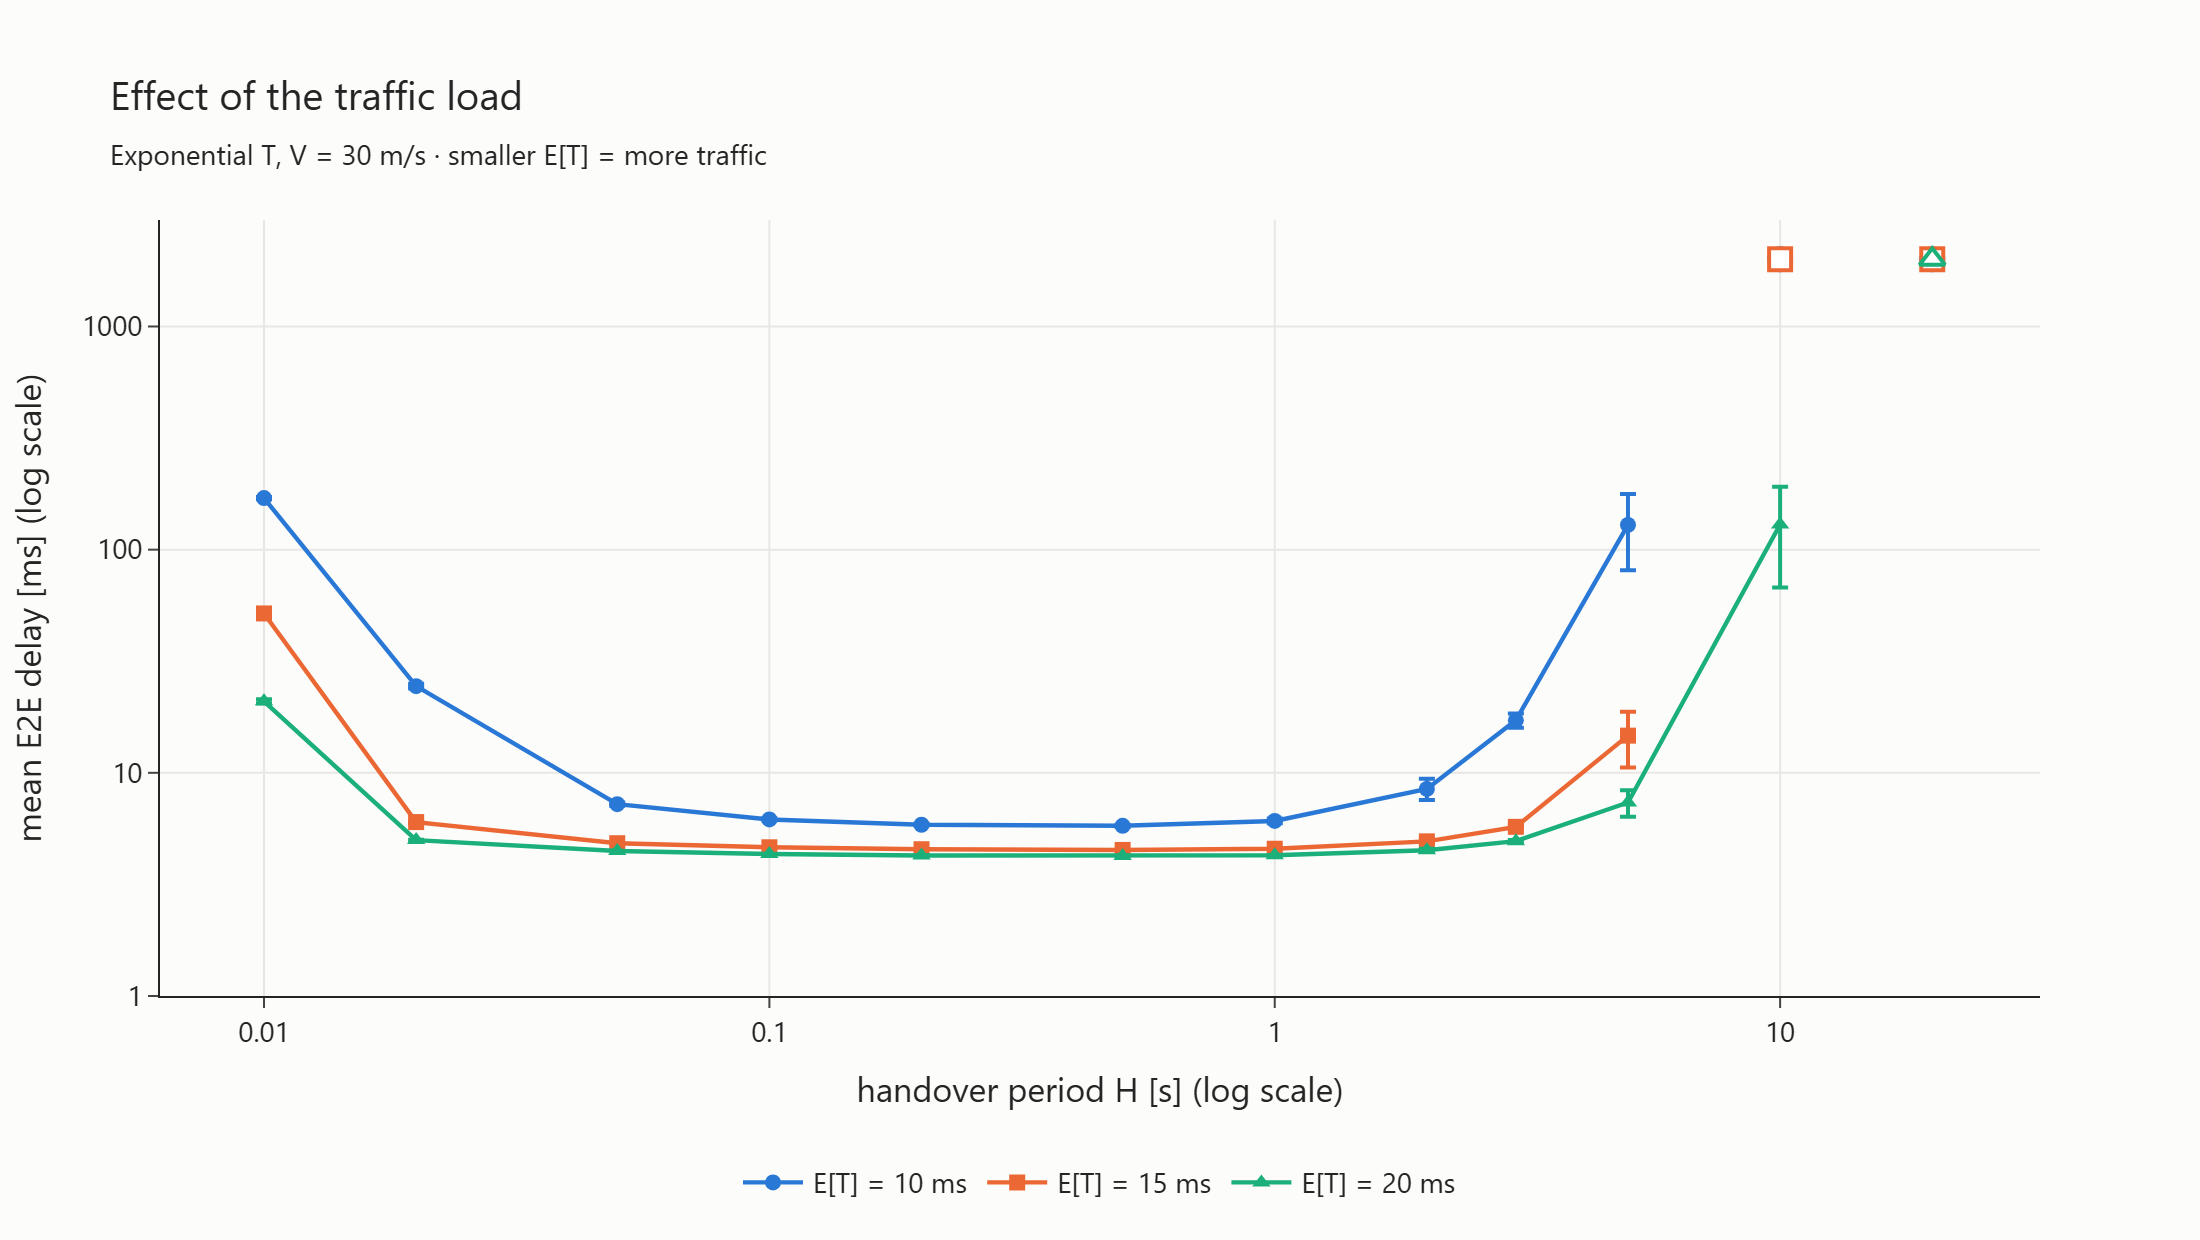 Effect of the traffic load
Exponential T, V = 30 m/s · smaller E[T] = more traffic
mean E2E delay [ms] (log scale)
1000
100
10
1
0.01
0.1
1
10
handover period H [s] (log scale)
E[T] = 10 ms
E[T] = 15 ms
E[T] = 20 ms